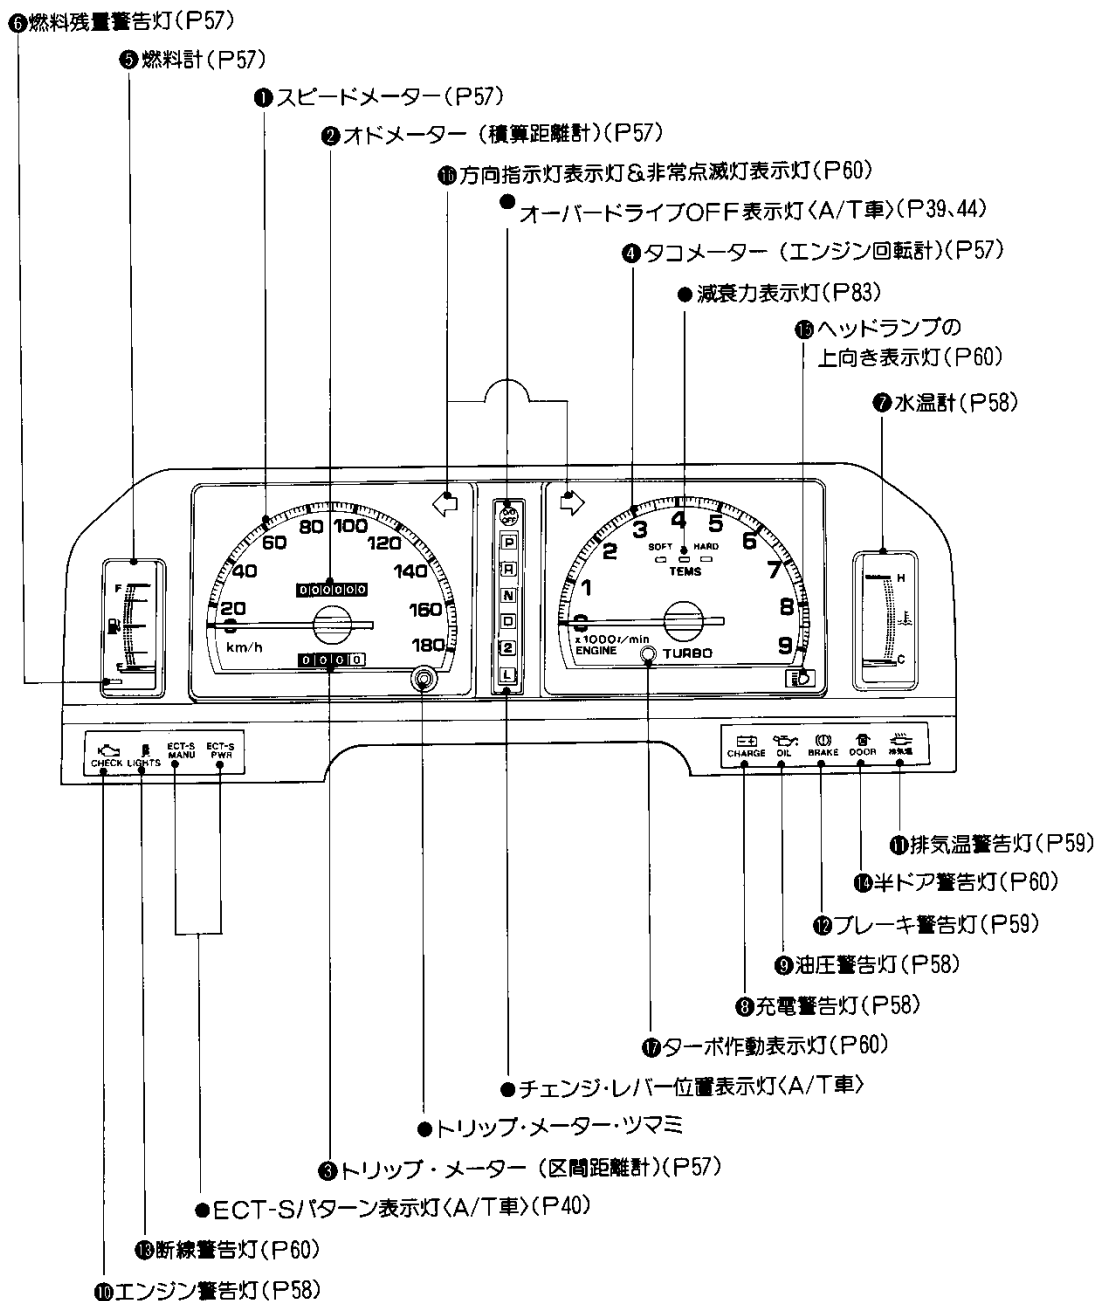 ❻燃料残量警告灯(P57)
❺燃料計(P57)
❶スピードメーター(P57)
❷オドメーター (積算距離計)(P57)
⓰方向指示灯表示灯&非常点滅灯表示灯(P60)
●オーバードライブOFF表示灯〈A/T車〉(P39、44)
❹タコメーター (エンジン回転計)(P57)
●減衰力表示灯(P83)
⓯ヘッドランプの
上向き表示灯(P60)
❼水温計(P58)
F
E
0
20
40
60
80
100
120
140
160
180
km/h
000000
0000
O/D
OFF
P
R
N
D
2
L
0
1
2
3
4
5
6
7
8
9
SOFT HARD
TEMS
x1000r/min
ENGINE
TURBO
H
C
CHECK
LIGHTS
ECT-S
MANU
ECT-S
PWR
CHARGE
OIL
BRAKE
DOOR
排気温
⓫排気温警告灯(P59)
⓮半ドア警告灯(P60)
⓬ブレーキ警告灯(P59)
❾油圧警告灯(P58)
❽充電警告灯(P58)
⓱ターボ作動表示灯(P60)
●チェンジ・レバー位置表示灯〈A/T車〉
●トリップ・メーター・ツマミ
❸トリップ・メーター (区間距離計)(P57)
●ECT-Sパターン表示灯〈A/T車〉(P40)
⓭断線警告灯(P60)
❿エンジン警告灯(P58)